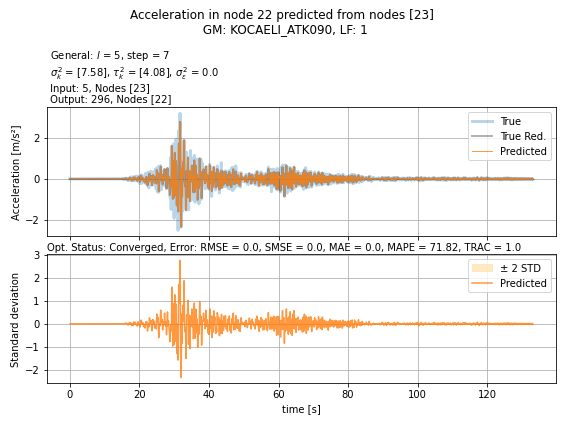 Acceleration in node 22 predicted from nodes [23]
GM: KOCAELI_ATK090, LF: 1
General: l = 5, step = 7
σ²ₖ = [7.58], τ²ₖ = [4.08], σ²ε = 0.0
Input: 5, Nodes [23]
Output: 296, Nodes [22]
Acceleration [m/s²]
2
0
−2
True
True Red.
Predicted
Opt. Status: Converged, Error: RMSE = 0.0, SMSE = 0.0, MAE = 0.0, MAPE = 71.82, TRAC = 1.0
Standard deviation
3
2
1
0
−1
−2
± 2 STD
Predicted
0 20 40 60 80 100 120
time [s]